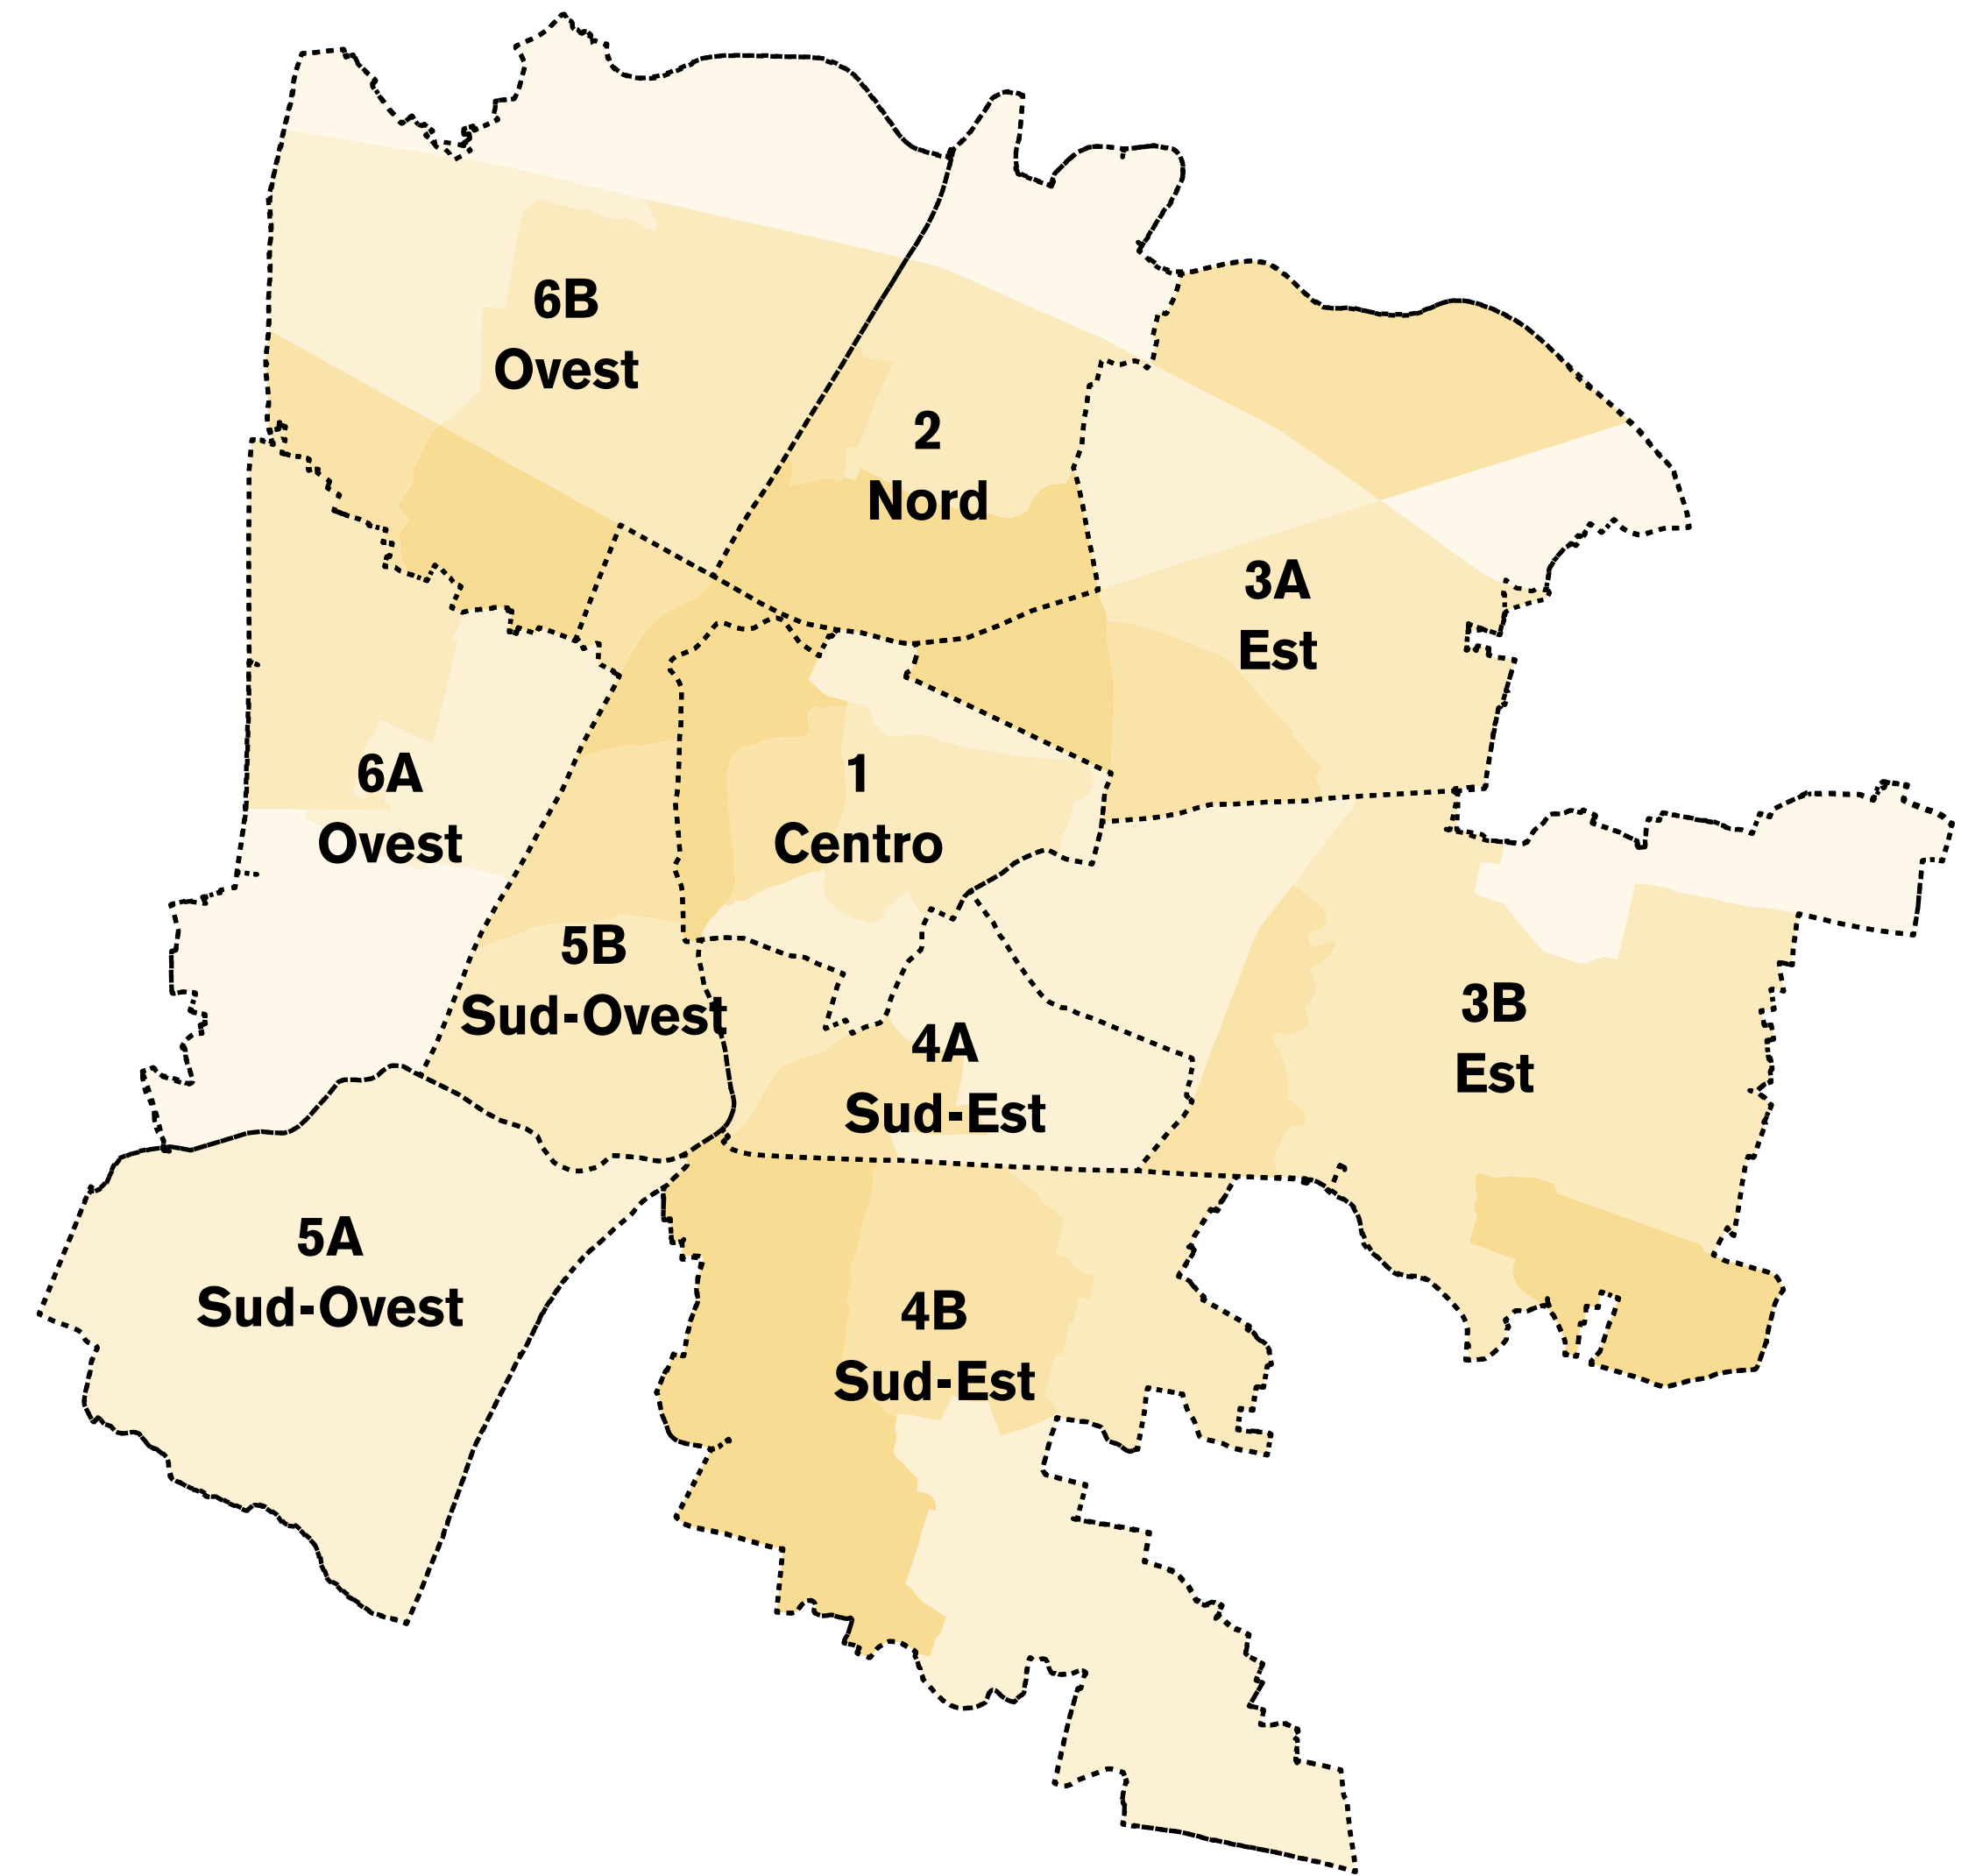 6B
Ovest
2
Nord
3A
Est
6A
Ovest
1
Centro
5B
Sud-Ovest
3B
Est
4A
Sud-Est
5A
Sud-Ovest
4B
Sud-Est